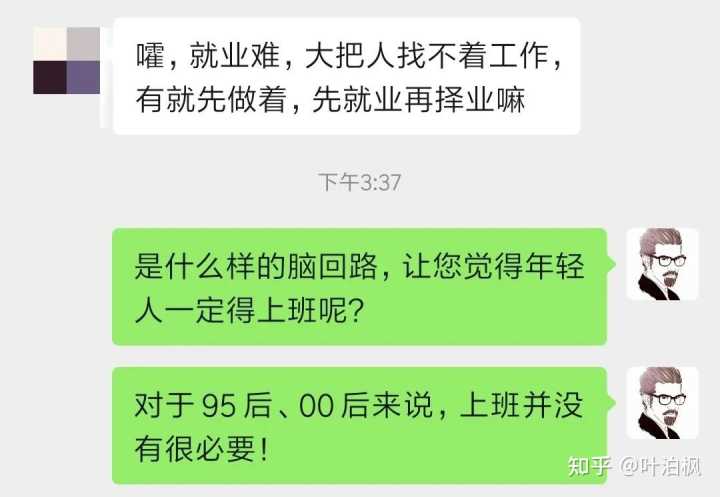 嚯，就业难，大把人找不着工作，
有就先做着，先就业再择业嘛
下午3:37
是什么样的脑回路，让您觉得年轻
人一定得上班呢？
对于 95 后、00 后来说，上班并没
有很必要！
知乎 @叶泊枫